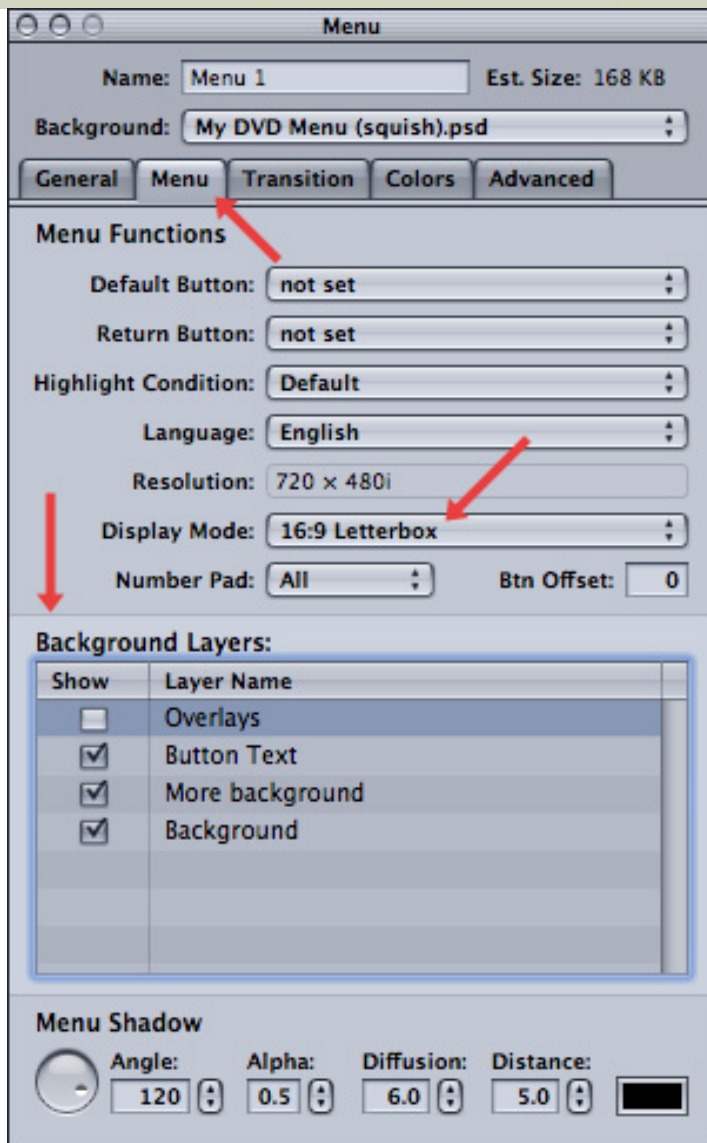 Menu
Name: Menu 1 Est. Size: 168 KB
Background: My DVD Menu (squish).psd
General Menu Transition Colors Advanced
Menu Functions
Default Button: not set
Return Button: not set
Highlight Condition: Default
Language: English
Resolution: 720 × 480i
Display Mode: 16:9 Letterbox
Number Pad: All Btn Offset: 0
Background Layers:
Show Layer Name
Overlays
Button Text
More background
Background
Menu Shadow
Angle: Alpha: Diffusion: Distance:
120 0.5 6.0 5.0